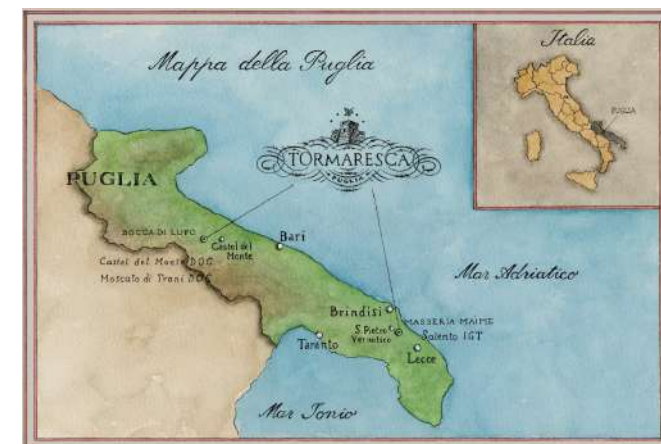 Mappa della Puglia
Italia
PUGLIA
TORMARESCA
PUGLIA
PUGLIA
BOCCA DI LUPO
Castel del
Monte
Bari
Castel del Monte DOC
Moscato di Trani DOC
Mar Adriatico
Brindisi
MASSERIA MAIME
S. Pietro
Vernotico
Salento IGT
Taranto
Lecce
Mar Ionio